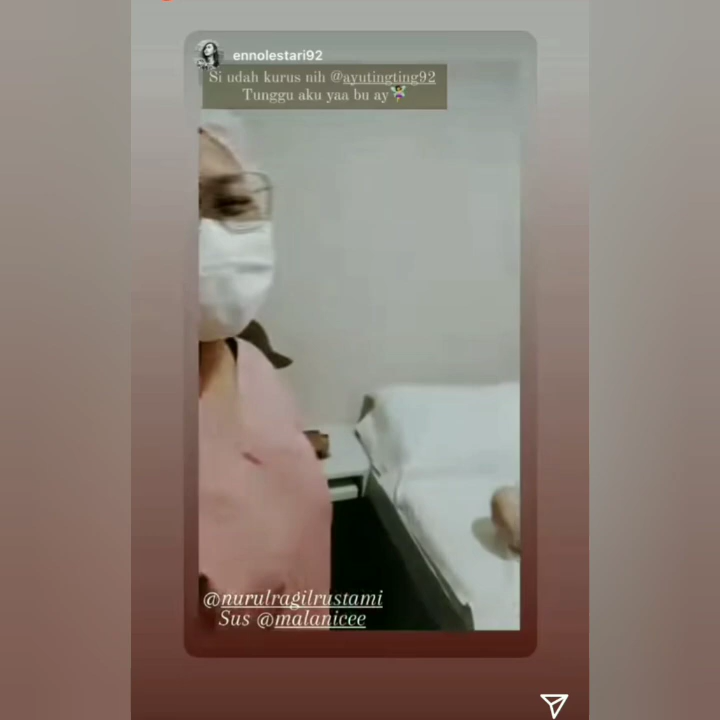 ennolestari92
Si udah kurus nih @ayutingting92
Tunggu aku yaa bu ay🧚🏻‍♀️
@nurulragilrustami
Sus @malanicee